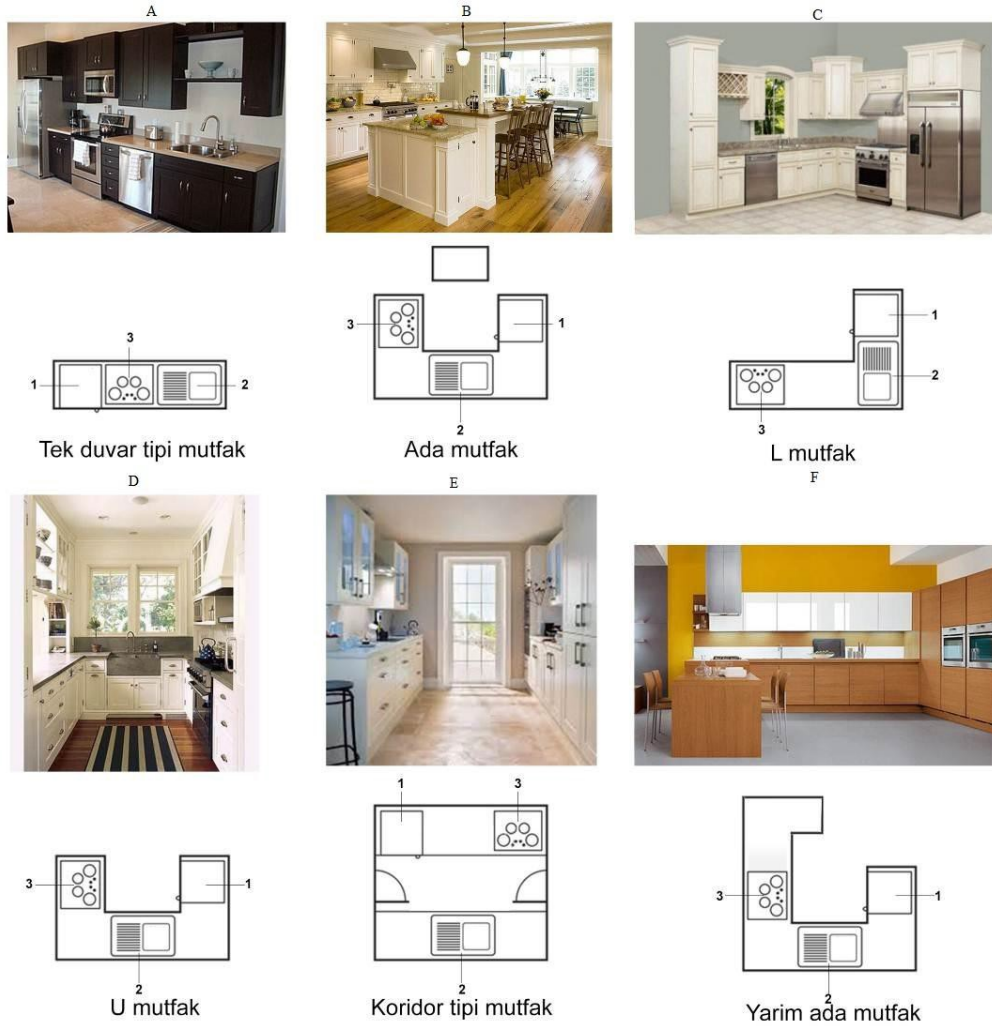 A
B
C
3
1
2
Tek duvar tipi mutfak
3
1
2
Ada mutfak
1
2
3
L mutfak
D
E
F
3
1
2
U mutfak
1
3
2
Koridor tipi mutfak
3
1
2
Yarim ada mutfak